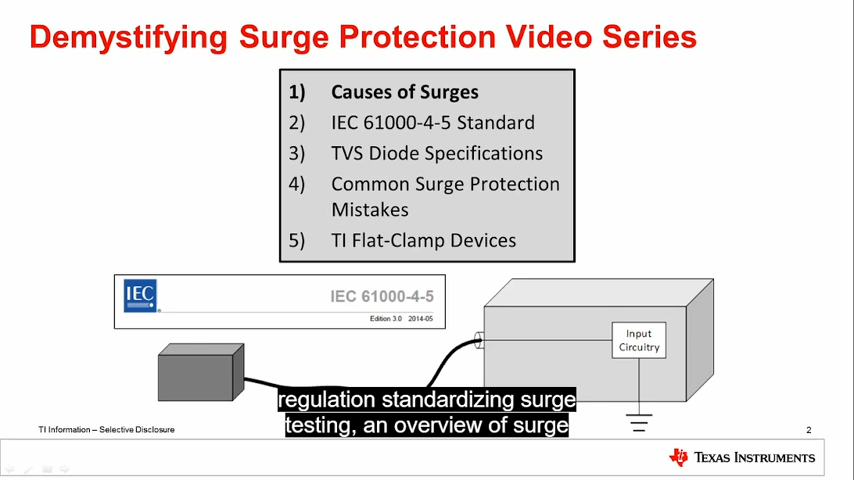 Demystifying Surge Protection Video Series
1) Causes of Surges
2) IEC 61000-4-5 Standard
3) TVS Diode Specifications
4) Common Surge Protection
Mistakes
5) TI Flat-Clamp Devices
IEC
IEC 61000-4-5
Edition 3.0 2014-05
Input
Circuitry
regulation standardizing surge
testing, an overview of surge
TI Information – Selective Disclosure
2
TEXAS INSTRUMENTS